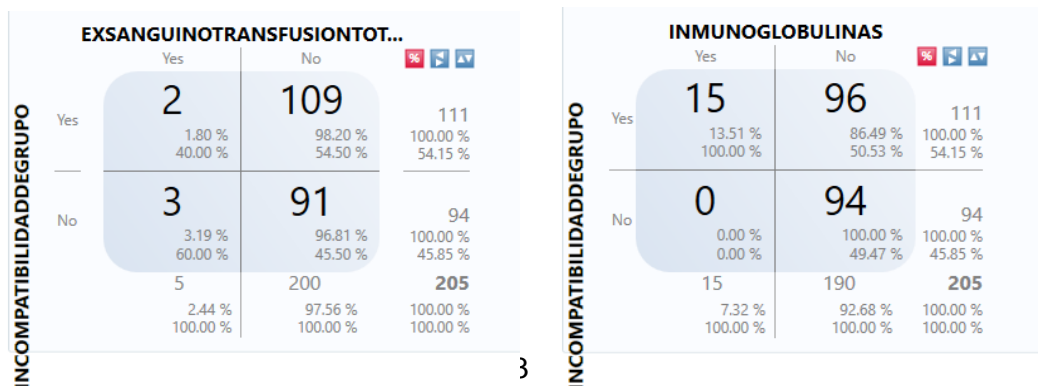 EXSANGUINOTRANSFUSIONTOT...
Yes No %
INCOMPATIBILIDADDEGRUPO
Yes 2 109 111
1.80 % 98.20 % 100.00 %
40.00 % 54.50 % 54.15 %
No 3 91 94
3.19 % 96.81 % 100.00 %
60.00 % 45.50 % 45.85 %
5 200 205
2.44 % 97.56 % 100.00 %
100.00 % 100.00 % 100.00 %
INMUNOGLOBULINAS
Yes No %
INCOMPATIBILIDADDEGRUPO
Yes 15 96 111
13.51 % 86.49 % 100.00 %
100.00 % 50.53 % 54.15 %
No 0 94 94
0.00 % 100.00 % 100.00 %
0.00 % 49.47 % 45.85 %
15 190 205
7.32 % 92.68 % 100.00 %
100.00 % 100.00 % 100.00 %